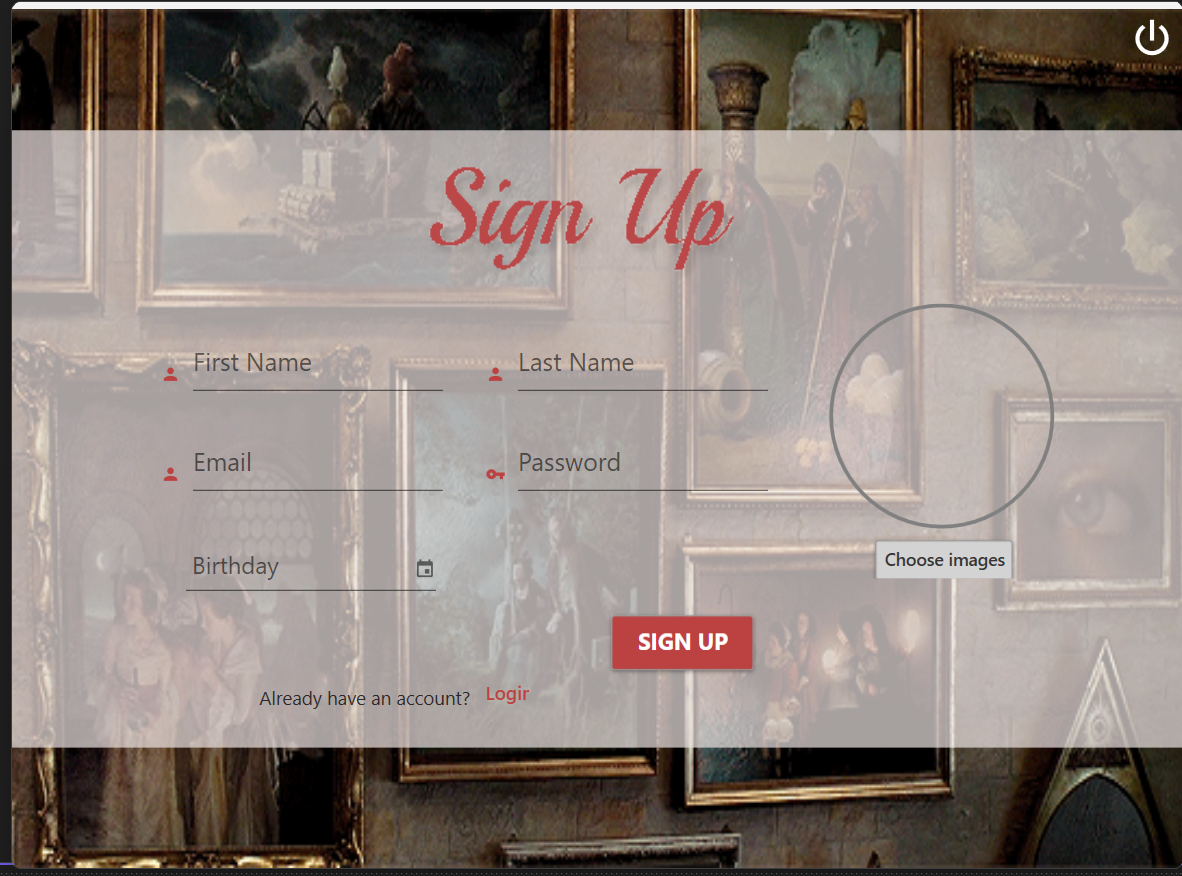 Sign Up
First Name
Last Name
Email
Password
Birthday
Choose images
SIGN UP
Already have an account? Logir